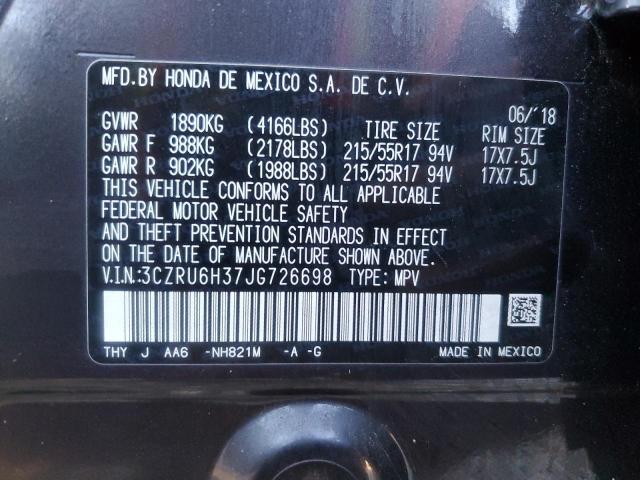 MFD.BY HONDA DE MEXICO S.A. DE C.V.
06/'18
GVWR 1890KG (4166LBS) TIRE SIZE RIM SIZE
GAWR F 988KG (2178LBS) 215/55R17 94V 17X7.5J
GAWR R 902KG (1988LBS) 215/55R17 94V 17X7.5J
THIS VEHICLE CONFORMS TO ALL APPLICABLE
FEDERAL MOTOR VEHICLE SAFETY
AND THEFT PREVENTION STANDARDS IN EFFECT
ON THE DATE OF MANUFACTURE SHOWN ABOVE.
V.I.N:3CZRU6H37JG726698 TYPE: MPV
THY J AA6 -NH821M -A -G MADE IN MEXICO